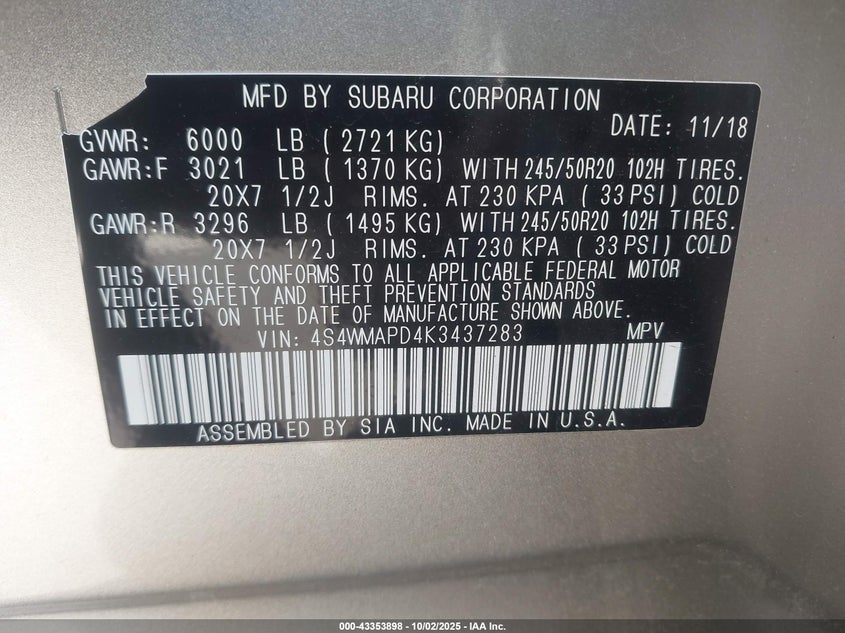 MFD BY SUBARU CORPORATION
DATE: 11/18
GVWR: 6000 LB ( 2721 KG)
GAWR:F 3021 LB ( 1370 KG) WITH 245/50R20 102H TIRES.
20X7 1/2J RIMS. AT 230 KPA ( 33 PSI) COLD
GAWR:R 3296 LB ( 1495 KG) WITH 245/50R20 102H TIRES.
20X7 1/2J RIMS. AT 230 KPA ( 33 PSI) COLD
THIS VEHICLE CONFORMS TO ALL APPLICABLE FEDERAL MOTOR
VEHICLE SAFETY AND THEFT PREVENTION STANDARDS
IN EFFECT ON THE DATE OF MANUFACTURE SHOWN ABOVE.
VIN: 4S4WMAPD4K3437283 MPV
ASSEMBLED BY SIA INC. MADE IN U.S.A.
000-43353898 - 10/02/2025 - IAA Inc.